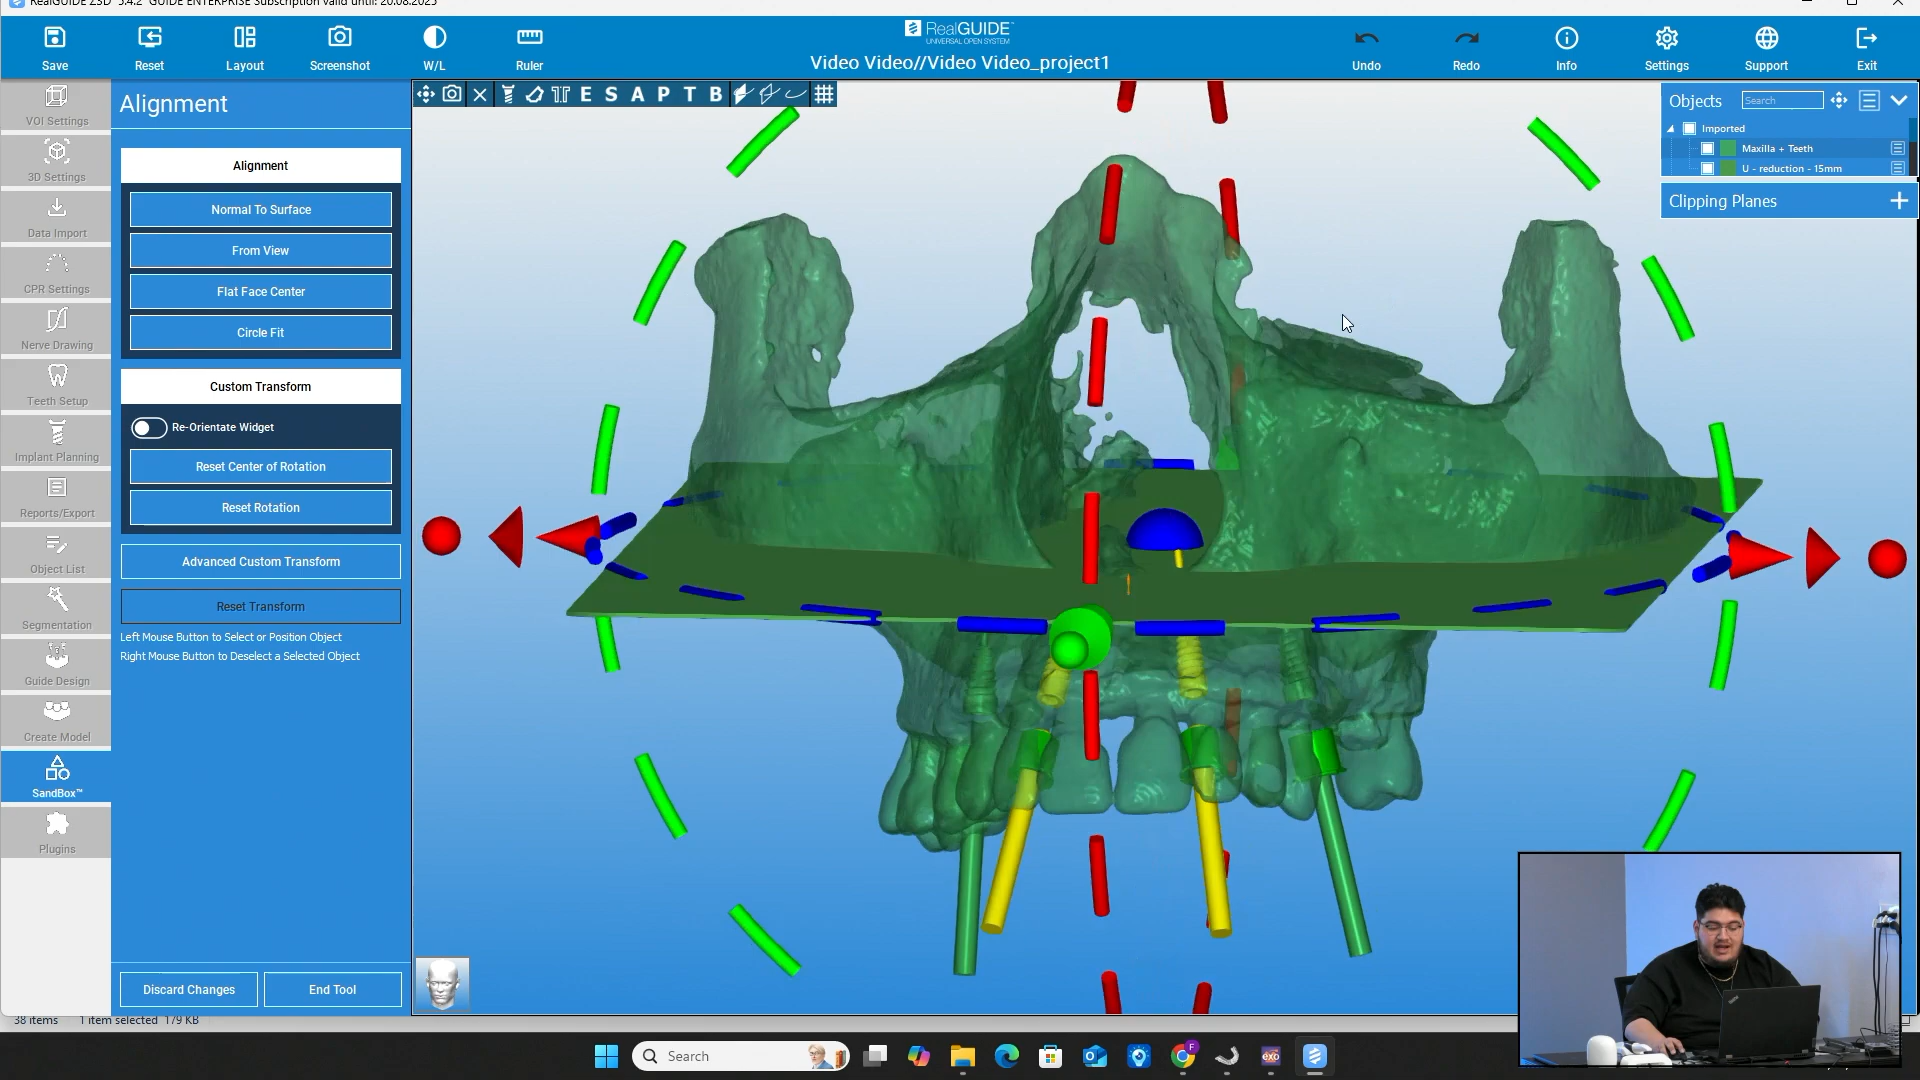 RealGUIDE Z3D 5.4.2 GUIDE ENTERPRISE Subscription valid until: 20.08.2025
Save
Reset
Layout
Screenshot
W/L
Ruler
RealGUIDE
UNIVERSAL OPEN SYSTEM
Video Video//Video Video_project1
Undo
Redo
Info
Settings
Support
Exit
VOI Settings
3D Settings
Data Import
CPR Settings
Nerve Drawing
Teeth Setup
Implant Planning
Reports/Export
Object List
Segmentation
Guide Design
Create Model
SandBox™
Plugins
Alignment
Alignment
Normal To Surface
From View
Flat Face Center
Circle Fit
Custom Transform
Re-Orientate Widget
Reset Center of Rotation
Reset Rotation
Advanced Custom Transform
Reset Transform
Left Mouse Button to Select or Position Object
Right Mouse Button to Deselect a Selected Object
Discard Changes
End Tool
E S A P T B
Objects
Search
Imported
Maxilla + Teeth
U - reduction - 15mm
Clipping Planes
38 items 1 item selected 179 KB
Search
F
exo